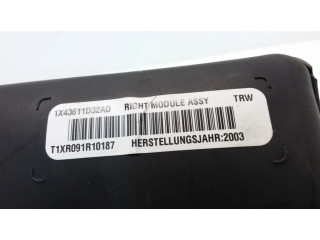 1X43611D32AD RIGHT MODULE ASSY TRW
T1XR091R10187 HERSTELLUNGSJAHR:2003